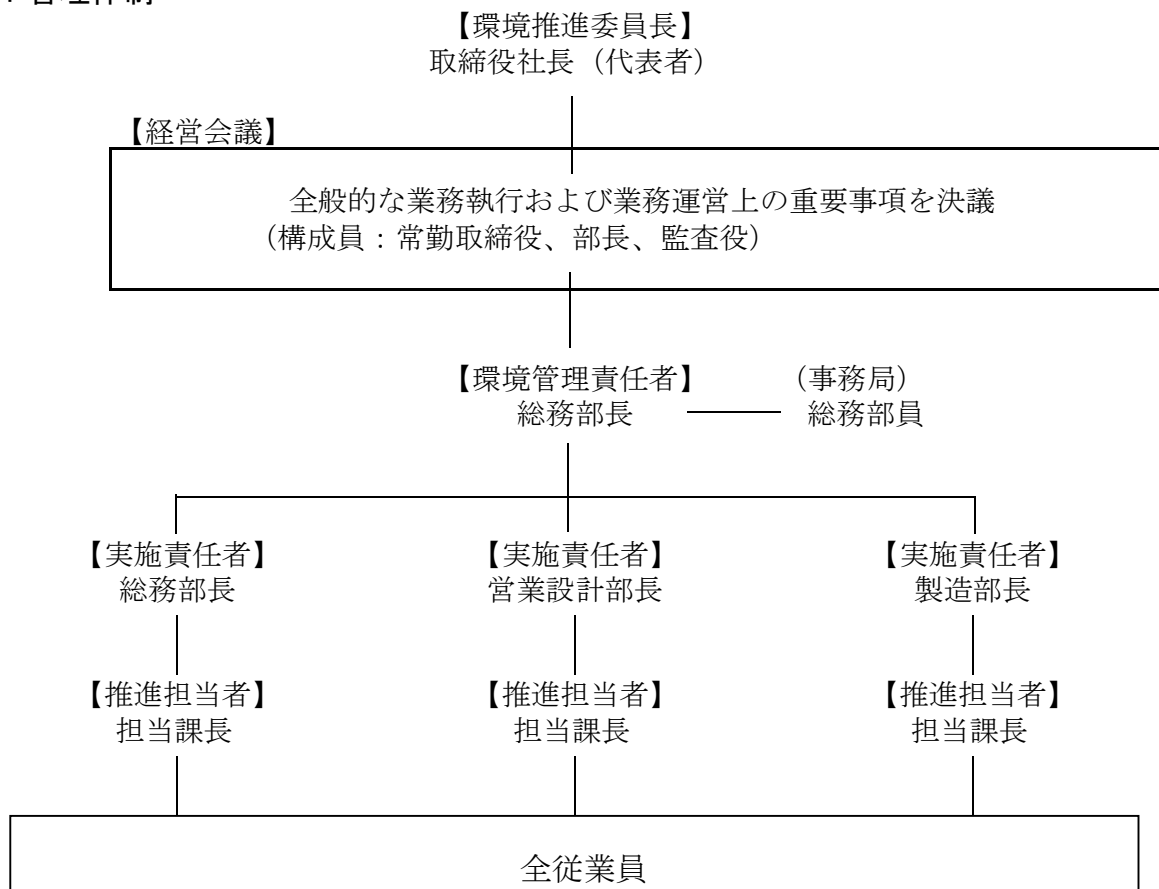 管理体制
【環境推進委員長】
取締役社長（代表者）
【経営会議】
全般的な業務執行および業務運営上の重要事項を決議
（構成員：常勤取締役、部長、監査役）
【環境管理責任者】 （事務局）
総務部長 総務部員
【実施責任者】 【実施責任者】 【実施責任者】
総務部長 営業設計部長 製造部長
【推進担当者】 【推進担当者】 【推進担当者】
担当課長 担当課長 担当課長
全従業員